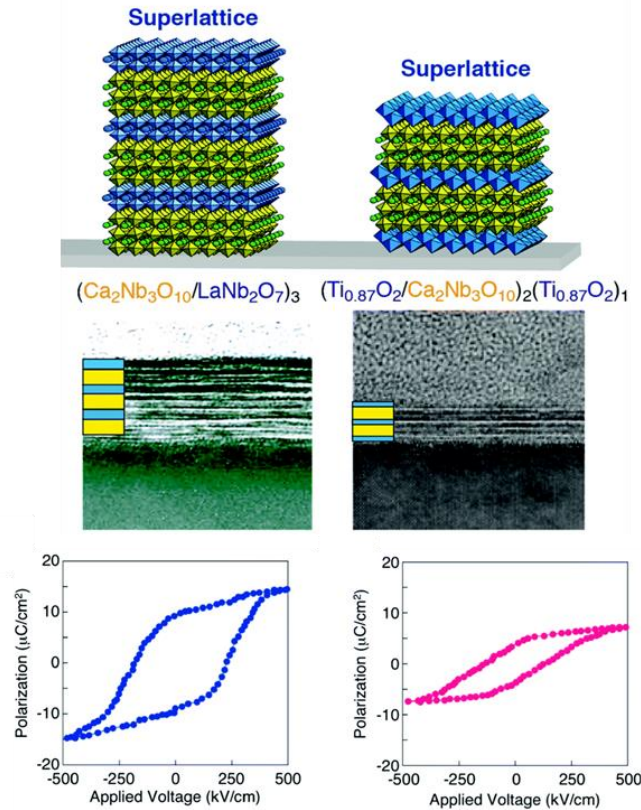 Superlattice
Superlattice
(Ca₂Nb₃O₁₀/LaNb₂O₇)₃
(Ti₀.₈₇O₂/Ca₂Nb₃O₁₀)₂(Ti₀.₈₇O₂)₁
20
10
0
-10
-20
-500
-250
0
250
500
Polarization (μC/cm²)
Applied Voltage (kV/cm)
20
10
0
-10
-20
-500
-250
0
250
500
Polarization (μC/cm²)
Applied Voltage (kV/cm)